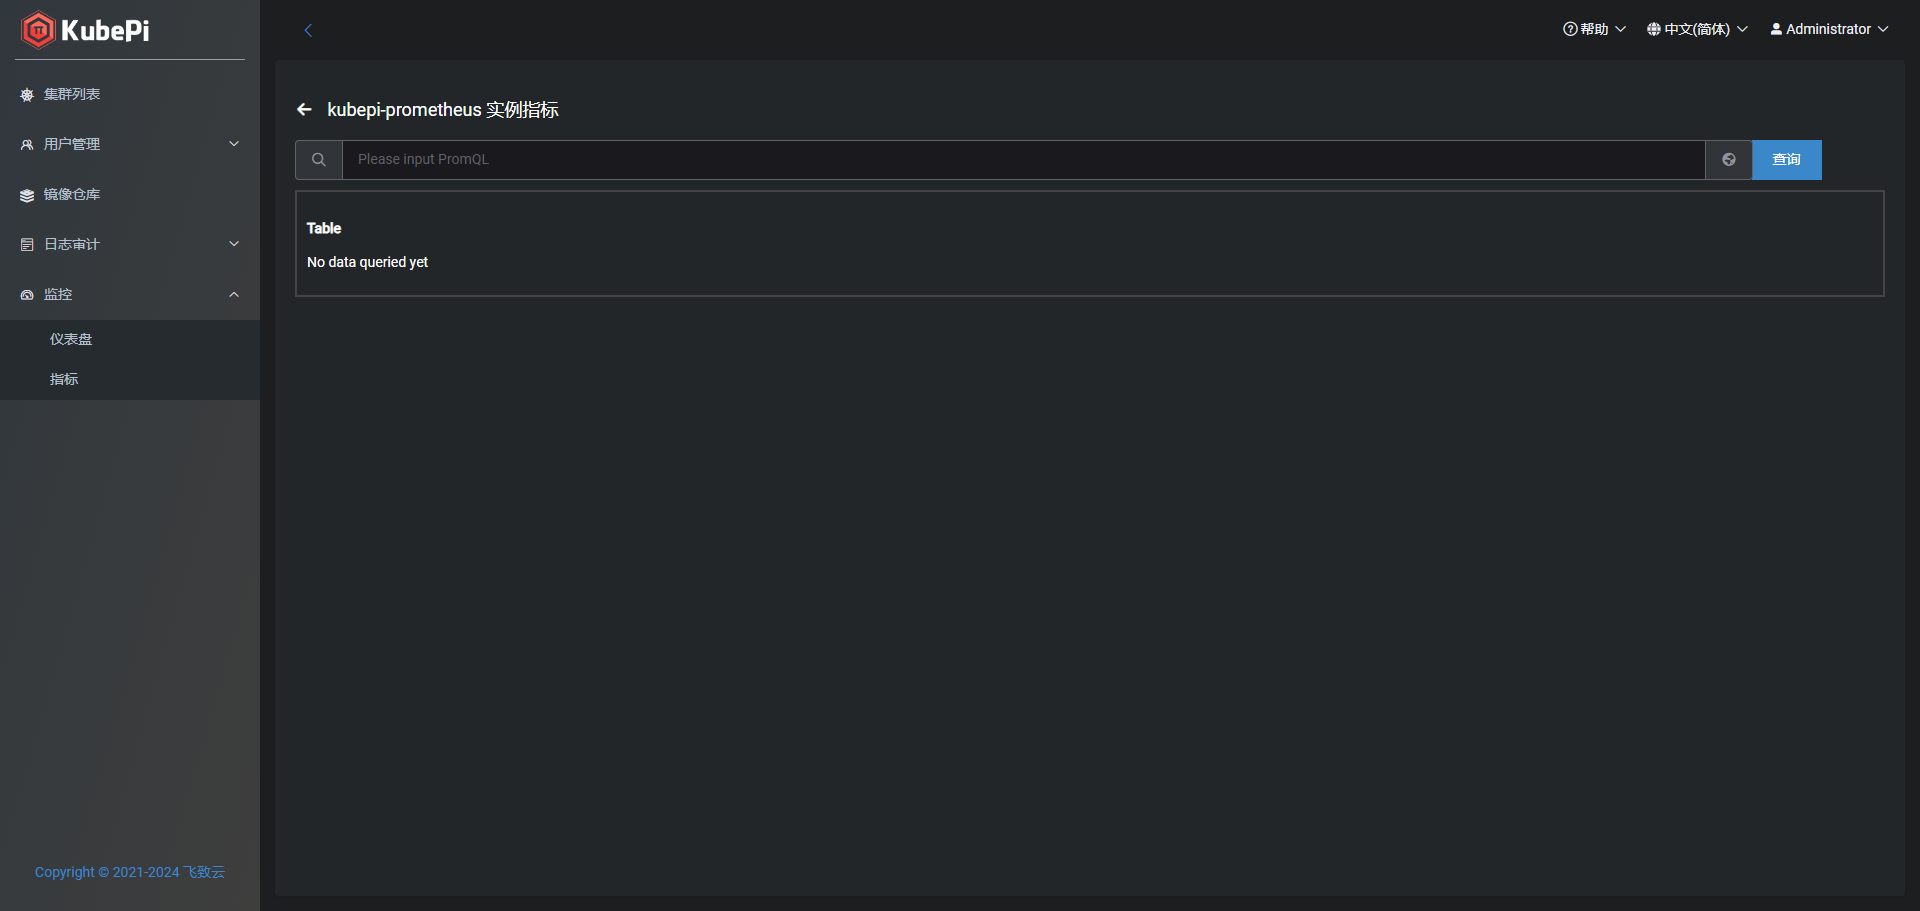 KubePi
帮助
中文(简体)
Administrator
集群列表
用户管理
镜像仓库
日志审计
监控
仪表盘
指标
kubepi-prometheus 实例指标
Please input PromQL
查询
Table
No data queried yet
Copyright © 2021-2024 飞致云